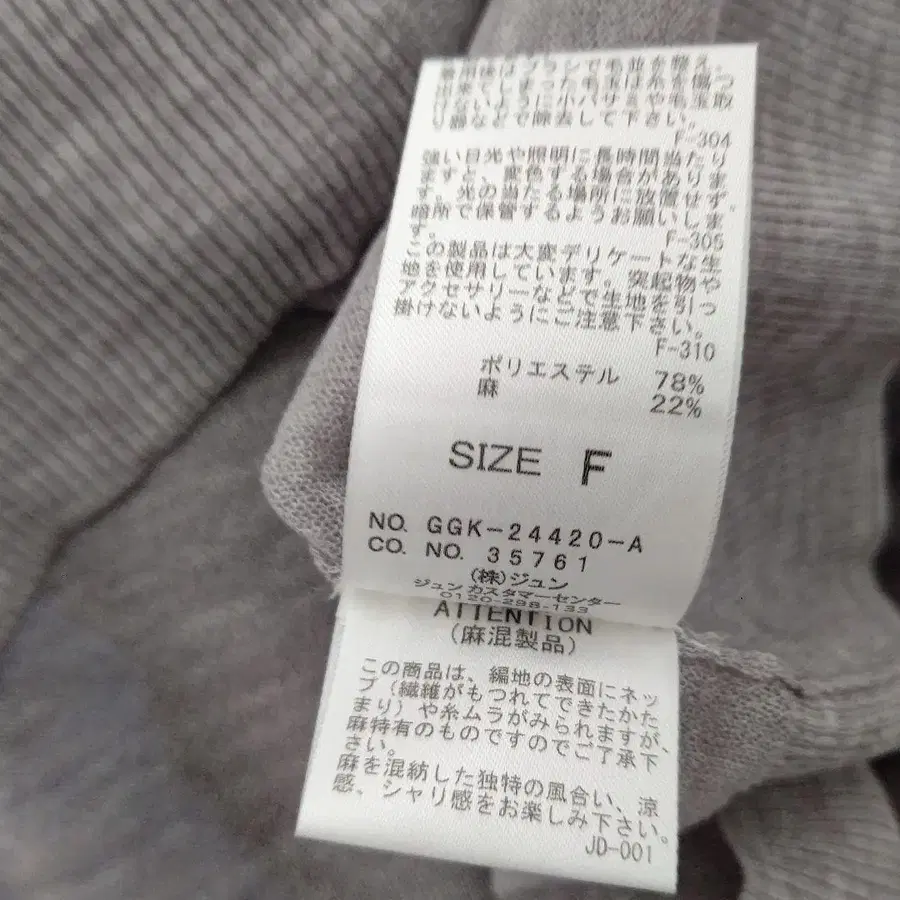 着用後はブラシで毛並を整え、
出来てしまった毛玉は糸を傷つ
けないように小バサミや毛玉取
り器などで除去して下さい。
F-304
強い日光や照明に長時間当たり
ますと、変色する場合がありま
す。光の当たる場所に放置せず、
暗所で保管するようお願いしま
す。
F-305
この製品は大変デリケートな生
地を使用しています。突起物や
アクセサリーなどで生地を引っ
掛けないようにご注意下さい。
F-310
ポリエステル 78%
麻 22%
SIZE F
NO. GGK-24420-A
CO. NO. 35761
(株)ジュン
ジュンカスタマーセンター
0120-298-133
ATTENTION
(麻混製品)
この商品は、編地の表面にネッ
プ(繊維がもつれてできたかた
まり)や糸ムラがみられますが、
麻特有のものですのでご了承下
さい。
麻を混紡した独特の風合い、涼
感、シャリ感をお楽しみ下さい。
JD-001